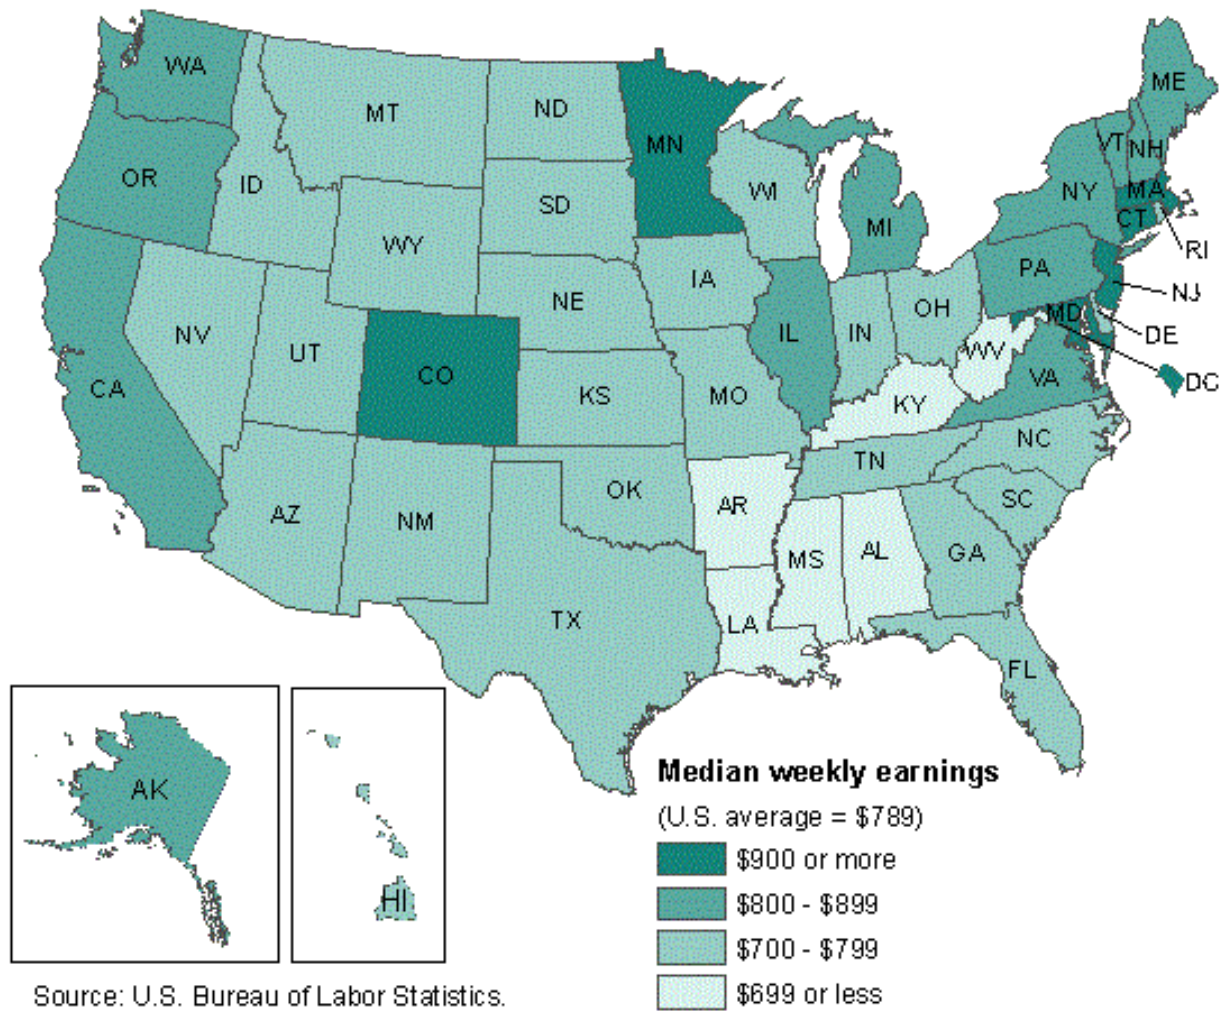 WA
MT
ND
MN
ME
VT
NH
OR
ID
SD
WI
NY
MA
MI
CT
WY
RI
PA
IA
NJ
NE
OH
MD
NV
IL
IN
DE
UT
WV
CO
VA
DC
CA
KS
MO
KY
NC
TN
OK
SC
AZ
NM
AR
MS
AL
GA
TX
LA
FL
AK
HI
Median weekly earnings
(U.S. average = $789)
$900 or more
$800 - $899
$700 - $799
$699 or less
Source: U.S. Bureau of Labor Statistics.